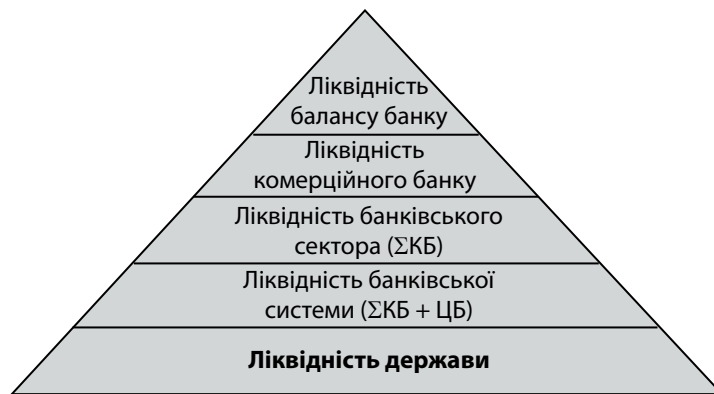 Ліквідність
балансу банку
Ліквідність
комерційного банку
Ліквідність банківського
сектора (ΣКБ)
Ліквідність банківської
системи (ΣКБ + ЦБ)
Ліквідність держави